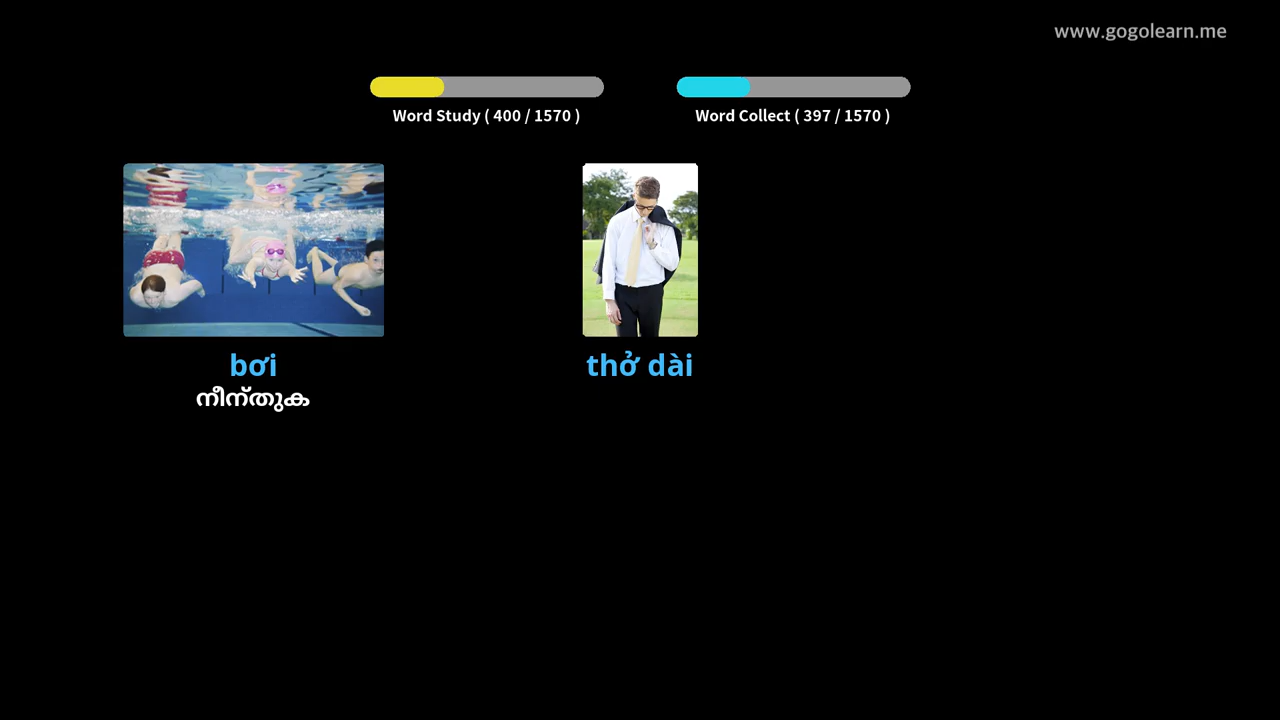 www.gogolearn.me
Word Study ( 400 / 1570 )
Word Collect ( 397 / 1570 )
bơi
thở dài
നീന്തുക